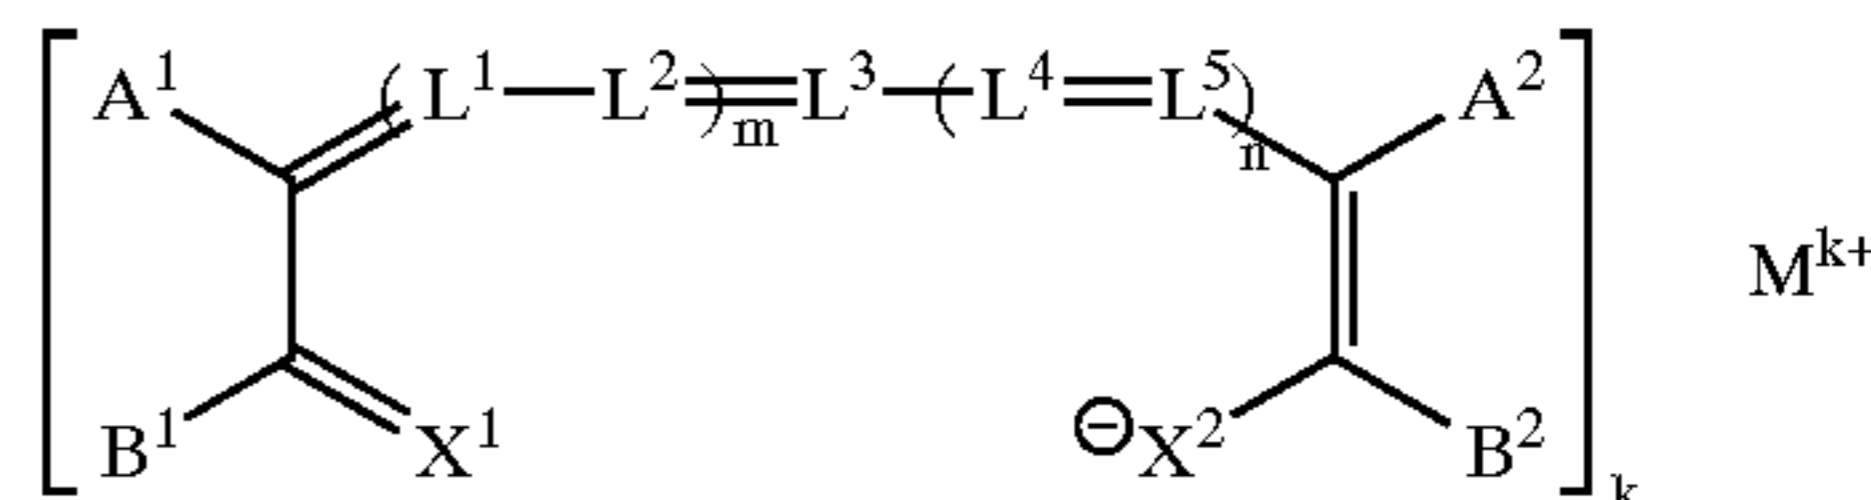 A¹ (L¹—L²)m=L³—(L⁴=L⁵)n A²
B¹ X¹ ⊖X² B² k M^k+